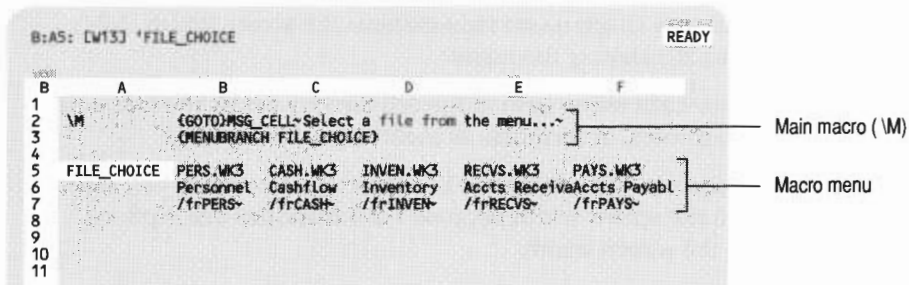 B:A5: [W13] 'FILE_CHOICE READY
B A B C D E F
1
2 \M {GOTO}MSG_CELL~Select a file from the menu...~
3 {MENUBRANCH FILE_CHOICE}
4
5 FILE_CHOICE PERS.WK3 CASH.WK3 INVEN.WK3 RECVS.WK3 PAYS.WK3
6 Personnel Cashflow Inventory Accts ReceivaAccts Payabl
7 /frPERS~ /frCASH~ /frINVEN~ /frRECVS~ /frPAYS~
8
9
10
11
Main macro ( \M)
Macro menu